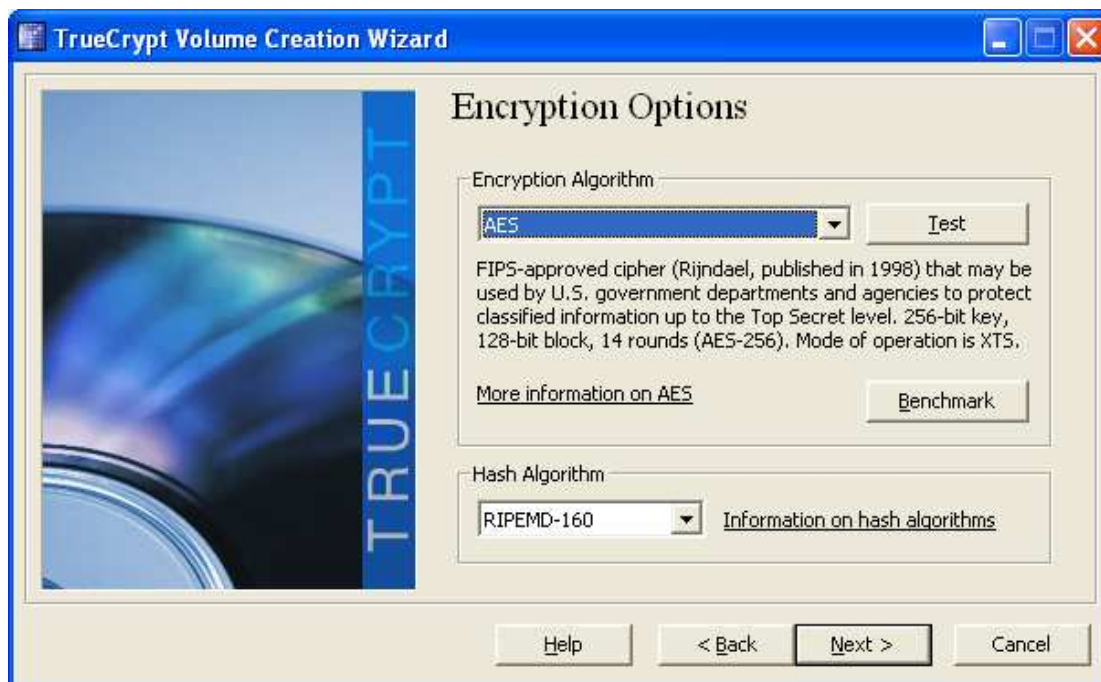 TrueCrypt Volume Creation Wizard
TRUECRYPT
Encryption Options
Encryption Algorithm
AES
Test
FIPS-approved cipher (Rijndael, published in 1998) that may be
used by U.S. government departments and agencies to protect
classified information up to the Top Secret level. 256-bit key,
128-bit block, 14 rounds (AES-256). Mode of operation is XTS.
More information on AES
Benchmark
Hash Algorithm
RIPEMD-160
Information on hash algorithms
Help
< Back
Next >
Cancel